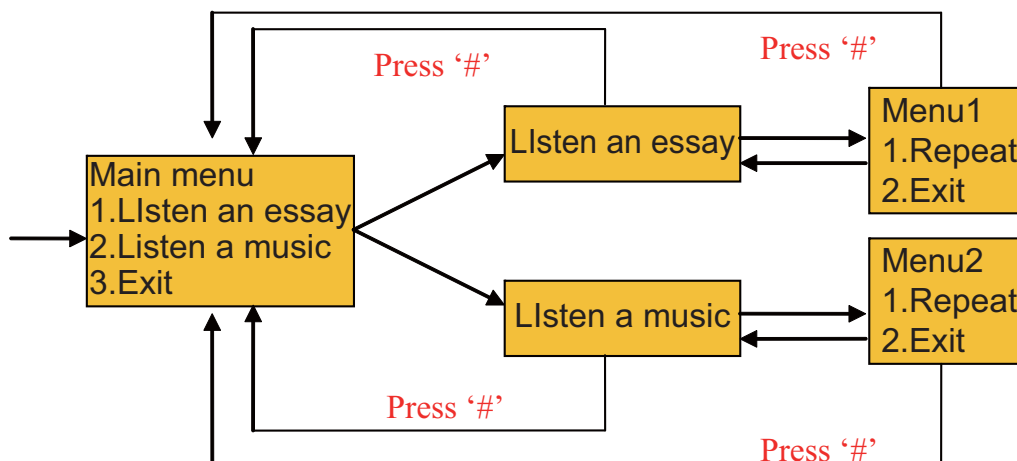 Press ‘#’
Press ‘#’
Main menu
1.LIsten an essay
2.Listen a music
3.Exit
LIsten an essay
Menu1
1.Repeat
2.Exit
LIsten a music
Menu2
1.Repeat
2.Exit
Press ‘#’
Press ‘#’